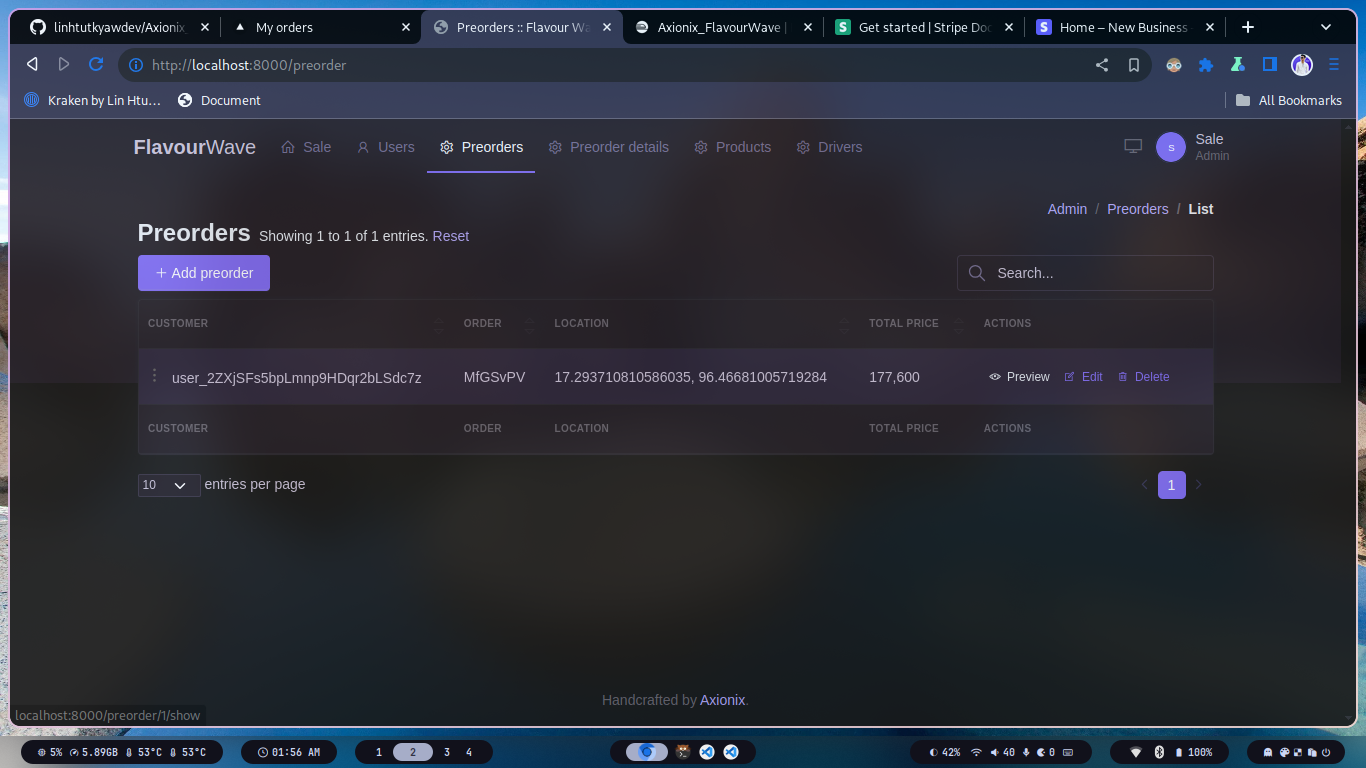 linhtutkyawdev/Axionix_
My orders
Preorders :: Flavour Wa
Axionix_FlavourWave |
Get started | Stripe Doc
Home – New Business
http://localhost:8000/preorder
Kraken by Lin Htu…
Document
All Bookmarks
FlavourWave
Sale
Users
Preorders
Preorder details
Products
Drivers
S
Sale
Admin
Admin / Preorders / List
Preorders Showing 1 to 1 of 1 entries. Reset
+ Add preorder
Search...
CUSTOMER ORDER LOCATION TOTAL PRICE ACTIONS
user_2ZXjSFs5bpLmnp9HDqr2bLSdc7z MfGSvPV 17.293710810586035, 96.46681005719284 177,600 Preview Edit Delete
CUSTOMER ORDER LOCATION TOTAL PRICE ACTIONS
10 entries per page
1
Handcrafted by Axionix.
localhost:8000/preorder/1/show
5% 5.89GB 53°C 53°C
01:56 AM
1 2 3 4
42% 40 0
100%